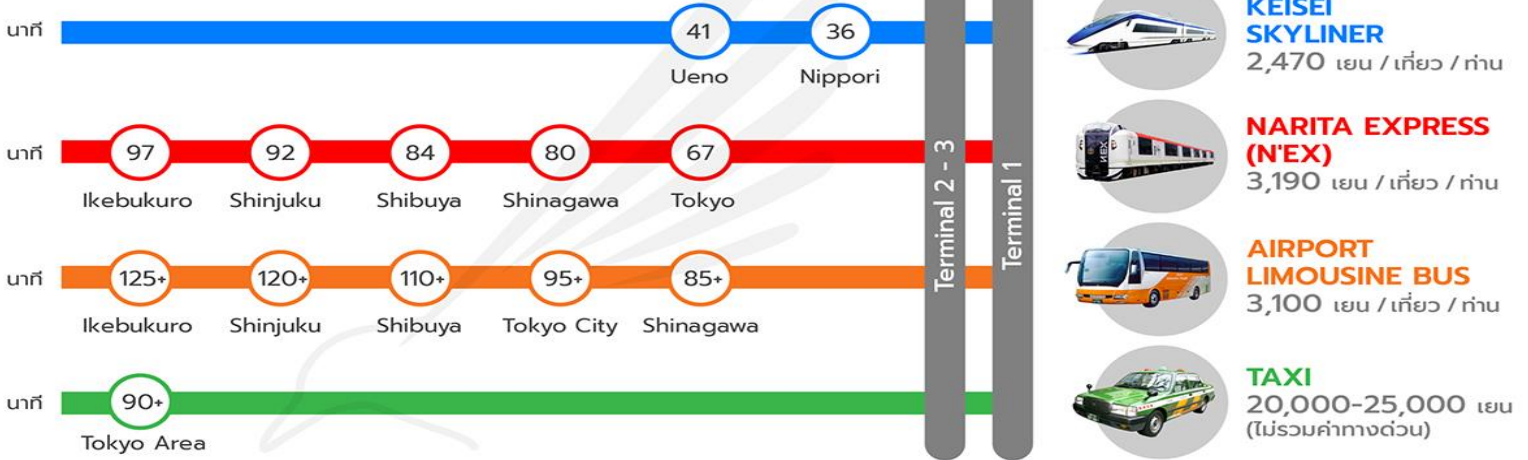 นาที
41
36
Ueno
Nippori
KEISEI
SKYLINER
2,470 เยน / เที่ยว / ท่าน
นาที
97
92
84
80
67
Ikebukuro
Shinjuku
Shibuya
Shinagawa
Tokyo
NARITA EXPRESS
(N'EX)
3,190 เยน / เที่ยว / ท่าน
Terminal 2 - 3
Terminal 1
นาที
125+
120+
110+
95+
85+
Ikebukuro
Shinjuku
Shibuya
Tokyo City
Shinagawa
AIRPORT
LIMOUSINE BUS
3,100 เยน / เที่ยว / ท่าน
นาที
90+
Tokyo Area
TAXI
20,000-25,000 เยน
(ไม่รวมค่าทางด่วน)